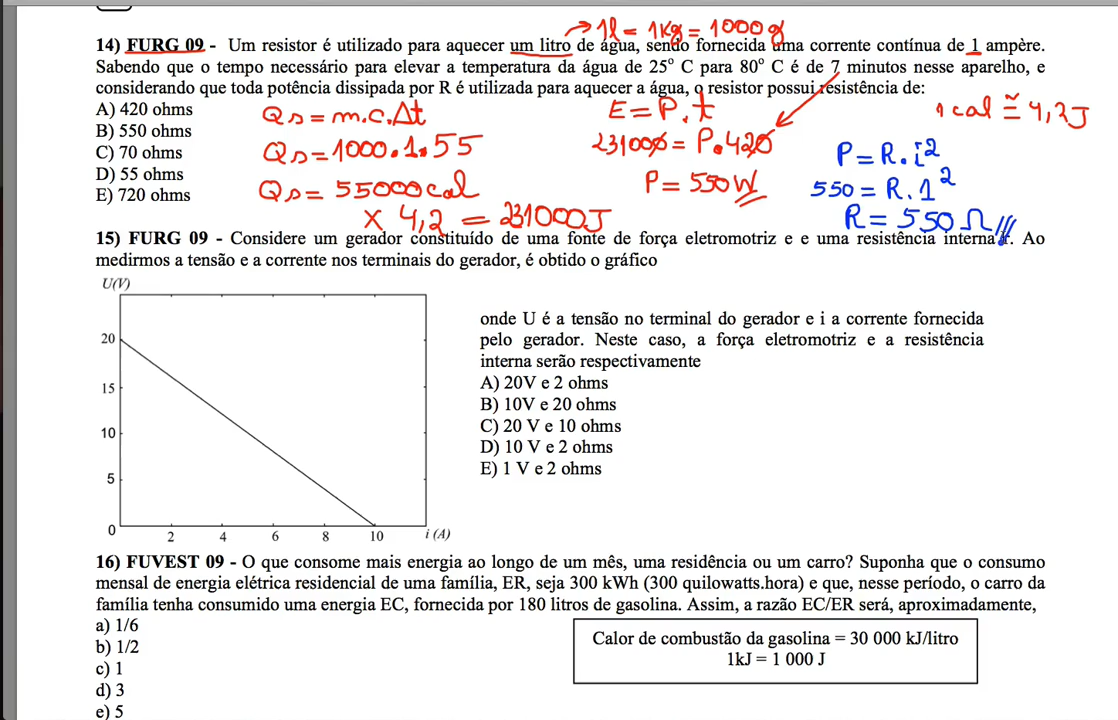 → 1l = 1Kg = 1000g
14) FURG 09 - Um resistor é utilizado para aquecer um litro de água, sendo fornecida uma corrente contínua de 1 ampère.
Sabendo que o tempo necessário para elevar a temperatura da água de 25º C para 80º C é de 7 minutos nesse aparelho, e
considerando que toda potência dissipada por R é utilizada para aquecer a água, o resistor possui resistência de:
A) 420 ohms
B) 550 ohms
C) 70 ohms
D) 55 ohms
E) 720 ohms
Qs = m.c.Δt
Qs = 1000.1.55
Qs = 55000cal
x 4,2 = 231000J
E = P.t
231000 = P.420
P = 550W
1 cal ≅ 4,2J
P = R.i²
550 = R.1²
R = 550Ω
15) FURG 09 - Considere um gerador constituído de uma fonte de força eletromotriz e e uma resistência interna r. Ao
medirmos a tensão e a corrente nos terminais do gerador, é obtido o gráfico
U(V)
20
15
10
5
0
2 4 6 8 10 i (A)
onde U é a tensão no terminal do gerador e i a corrente fornecida
pelo gerador. Neste caso, a força eletromotriz e a resistência
interna serão respectivamente
A) 20V e 2 ohms
B) 10V e 20 ohms
C) 20 V e 10 ohms
D) 10 V e 2 ohms
E) 1 V e 2 ohms
16) FUVEST 09 - O que consome mais energia ao longo de um mês, uma residência ou um carro? Suponha que o consumo
mensal de energia elétrica residencial de uma família, ER, seja 300 kWh (300 quilowatts.hora) e que, nesse período, o carro da
família tenha consumido uma energia EC, fornecida por 180 litros de gasolina. Assim, a razão EC/ER será, aproximadamente,
a) 1/6
b) 1/2
c) 1
d) 3
e) 5
Calor de combustão da gasolina = 30 000 kJ/litro
1kJ = 1 000 J